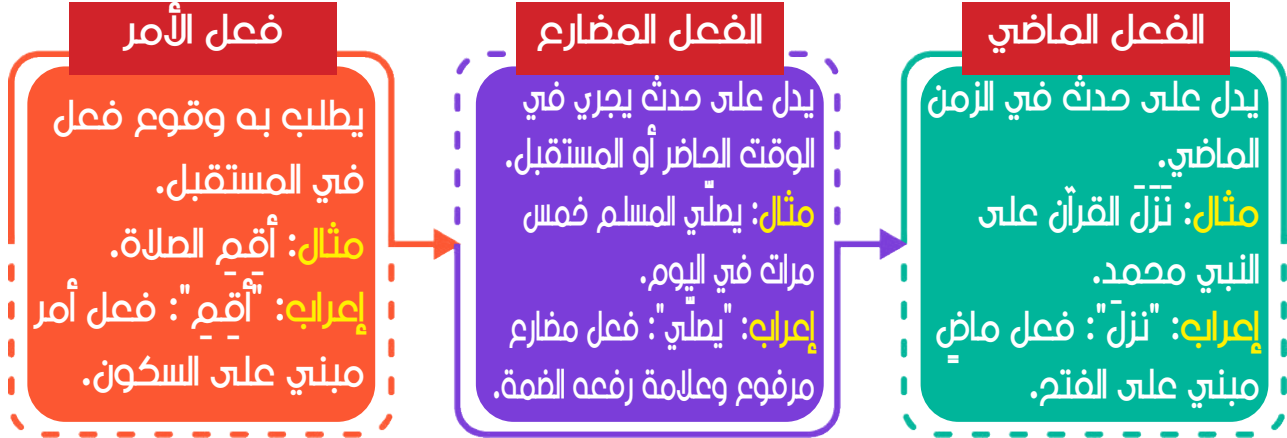 الفعل الماضي
يدل على حدث في الزمن
الماضي.
مثال: نَزَلَ القرآن على
النبي محمد.
إعراب: "نزلَ": فعل ماضٍ
مبني على الفتح.
الفعل المضارع
يدل على حدث يجري في
الوقت الحاضر أو المستقبل.
مثال: يصلّي المسلم خمس
مرات في اليوم.
إعراب: "يصلّي": فعل مضارع
مرفوع وعلامة رفعه الضمة.
فعل الأمر
يطلب به وقوع فعل
في المستقبل.
مثال: أَقِمِ الصلاة.
إعراب: "أَقِمِ": فعل أمر
مبني على السكون.